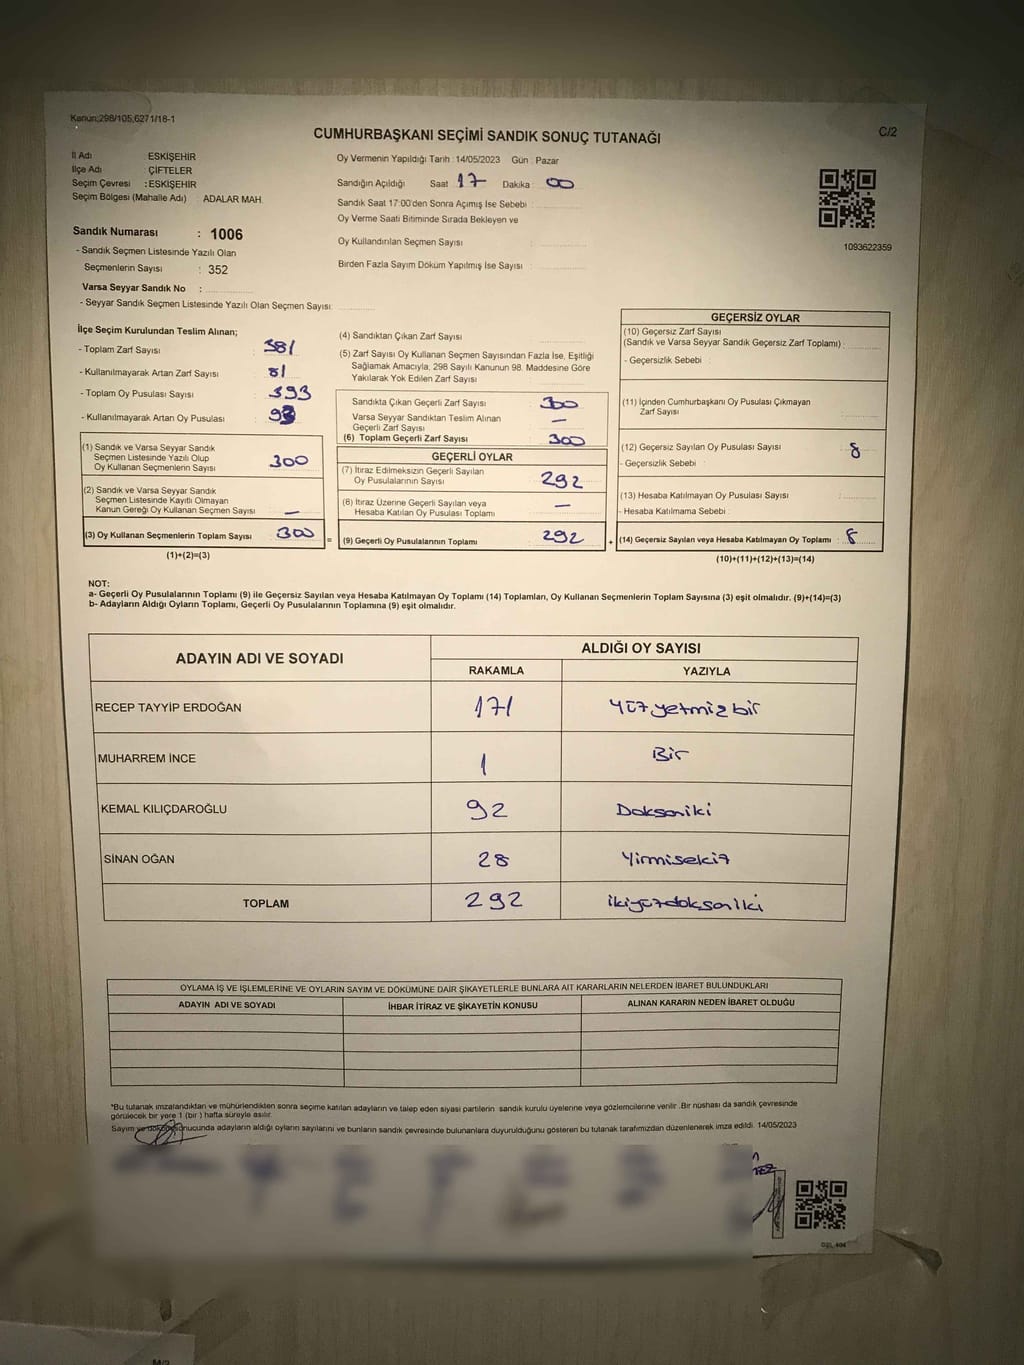 Kanun;298/105,6271/18-1
C/2
CUMHURBAŞKANI SEÇİMİ SANDIK SONUÇ TUTANAĞI
İl Adı : ESKİŞEHİR
İlçe Adı : ÇİFTELER
Seçim Çevresi : ESKİŞEHİR
Seçim Bölgesi (Mahalle Adı) : ADALAR MAH.
Sandık Numarası : 1006
- Sandık Seçmen Listesinde Yazılı Olan
Seçmenlerin Sayısı : 352
Varsa Seyyar Sandık No :
- Seyyar Sandık Seçmen Listesinde Yazılı Olan Seçmen Sayısı:
Oy Vermenin Yapıldığı Tarih : 14/05/2023 Gün : Pazar
Sandığın Açıldığı Saat : 17 Dakika : 00
Sandık Saat 17:00'den Sonra Açımış İse Sebebi :
Oy Verme Saati Bitiminde Sırada Bekleyen ve
Oy Kullandırılan Seçmen Sayısı :
Birden Fazla Sayım Döküm Yapılmış İse Sayısı :
1093622359
İlçe Seçim Kurulundan Teslim Alınan;
- Toplam Zarf Sayısı : 381
- Kullanılmayarak Artan Zarf Sayısı : 81
- Toplam Oy Pusulası Sayısı : 393
- Kullanılmayarak Artan Oy Pusulası : 93
(1) Sandık ve Varsa Seyyar Sandık
Seçmen Listesinde Yazılı Olup
Oy Kullanan Seçmenlerin Sayısı : 300
(2) Sandık ve Varsa Seyyar Sandık
Seçmen Listesinde Kayıtlı Olmayan
Kanun Gereği Oy Kullanan Seçmen Sayısı : —
(3) Oy Kullanan Seçmenlerin Toplam Sayısı : 300
(1)+(2)=(3)
(4) Sandıktan Çıkan Zarf Sayısı :
(5) Zarf Sayısı Oy Kullanan Seçmen Sayısından Fazla İse, Eşitliği
Sağlamak Amacıyla, 298 Sayılı Kanunun 98. Maddesine Göre
Yakılarak Yok Edilen Zarf Sayısı :
Sandıkta Çıkan Geçerli Zarf Sayısı : 300
Varsa Seyyar Sandıktan Teslim Alınan
Geçerli Zarf Sayısı : —
(6) Toplam Geçerli Zarf Sayısı : 300
GEÇERLİ OYLAR
(7) İtiraz Edilmeksizin Geçerli Sayılan
Oy Pusulalarının Sayısı : 292
(8) İtiraz Üzerine Geçerli Sayılan veya
Hesaba Katılan Oy Pusulası Toplamı : —
= (9) Geçerli Oy Pusulalarının Toplamı : 292
GEÇERSİZ OYLAR
(10) Geçersiz Zarf Sayısı
(Sandık ve Varsa Seyyar Sandık Geçersiz Zarf Toplamı) :
- Geçersizlik Sebebi :
(11) İçinden Cumhurbaşkanı Oy Pusulası Çıkmayan
Zarf Sayısı :
(12) Geçersiz Sayılan Oy Pusulası Sayısı : 8
- Geçersizlik Sebebi :
(13) Hesaba Katılmayan Oy Pusulası Sayısı :
- Hesaba Katılmama Sebebi :
+ (14) Geçersiz Sayılan veya Hesaba Katılmayan Oy Toplamı : 8
(10)+(11)+(12)+(13)=(14)
NOT:
a- Geçerli Oy Pusulalarının Toplamı (9) ile Geçersiz Sayılan veya Hesaba Katılmayan Oy Toplamı (14) Toplamları, Oy Kullanan Seçmenlerin Toplam Sayısına (3) eşit olmalıdır. (9)+(14)=(3)
b- Adayların Aldığı Oyların Toplamı, Geçerli Oy Pusulalarının Toplamına (9) eşit olmalıdır.
ADAYIN ADI VE SOYADI ALDIĞI OY SAYISI
RAKAMLA YAZIYLA
RECEP TAYYİP ERDOĞAN 171 Yüzyetmişbir
MUHARREM İNCE 1 Bir
KEMAL KILIÇDAROĞLU 92 Doksaniki
SİNAN OĞAN 28 Yirmisekiz
TOPLAM 292 ikiyüzdoksaniki
OYLAMA İŞ VE İŞLEMLERİNE VE OYLARIN SAYIM VE DÖKÜMÜNE DAİR ŞİKAYETLERLE BUNLARA AİT KARARLARIN NELERDEN İBARET BULUNDUKLARI
ADAYIN ADI VE SOYADI İHBAR İTİRAZ VE ŞİKAYETİN KONUSU ALINAN KARARIN NEDEN İBARET OLDUĞU
*Bu tutanak imzalandıktan ve mühürlendikten sonra seçime katılan adayların ve talep eden siyasi partilerin sandık kurulu üyelerine veya gözlemcilerine verilir .Bir nüshası da sandık çevresinde
görülecek bir yere 1 (bir ) hafta süreyle asılır.
Sayım ve döküm sonucunda adayların aldığı oyların sayılarını ve bunların sandık çevresinde bulunanlara duyurulduğunu gösteren bu tutanak tarafımızdan düzenlenerek imza edildi. 14/05/2023